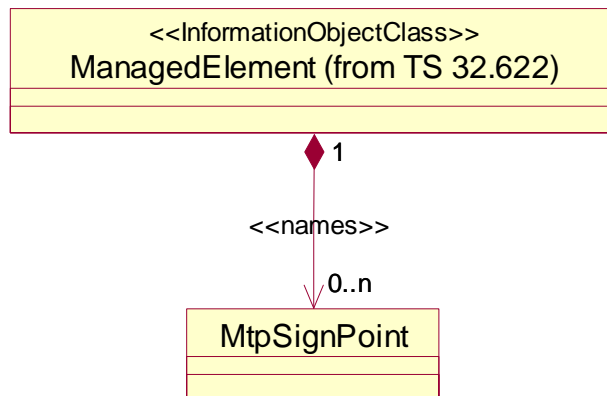 <<InformationObjectClass>>
ManagedElement (from TS 32.622)
1
<<names>>
0..n
MtpSignPoint